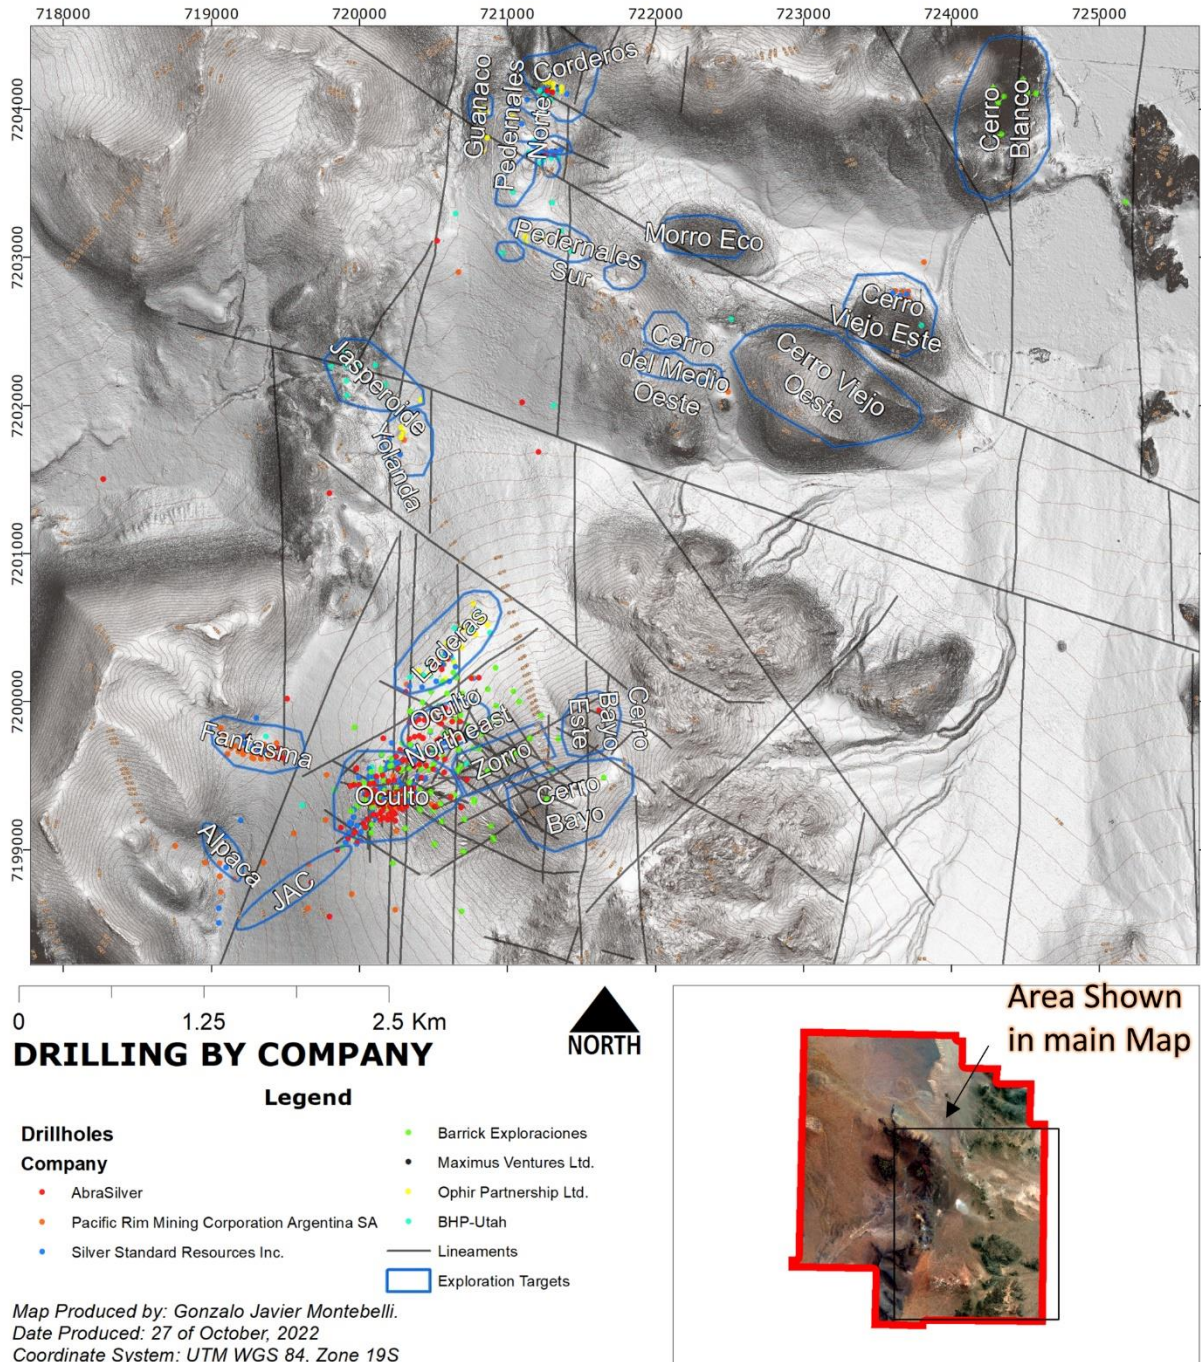 718000 719000 720000 721000 722000 723000 724000 725000
7204000
7203000
7202000
7201000
7200000
7199000
Corderos
Guanaco
Pedernales
Norte
Cerro
Blanco
Pedernales
Sur
Morro Eco
Cerro
Viejo Este
Cerro
del Medio
Oeste
Cerro Viejo
Oeste
Jasperoide
Yolanda
Laderas
Oculto
Northeast
Cerro
Bayo
Este
Fantasma
Zorro
Oculto
Cerro
Bayo
Alpaca
JAC
0 1.25 2.5 Km
NORTH
DRILLING BY COMPANY
Legend
Drillholes
Company
AbraSilver
Pacific Rim Mining Corporation Argentina SA
Silver Standard Resources Inc.
Barrick Exploraciones
Maximus Ventures Ltd.
Ophir Partnership Ltd.
BHP-Utah
Lineaments
Exploration Targets
Map Produced by: Gonzalo Javier Montebelli.
Date Produced: 27 of October, 2022
Coordinate System: UTM WGS 84, Zone 19S
Area Shown
in main Map